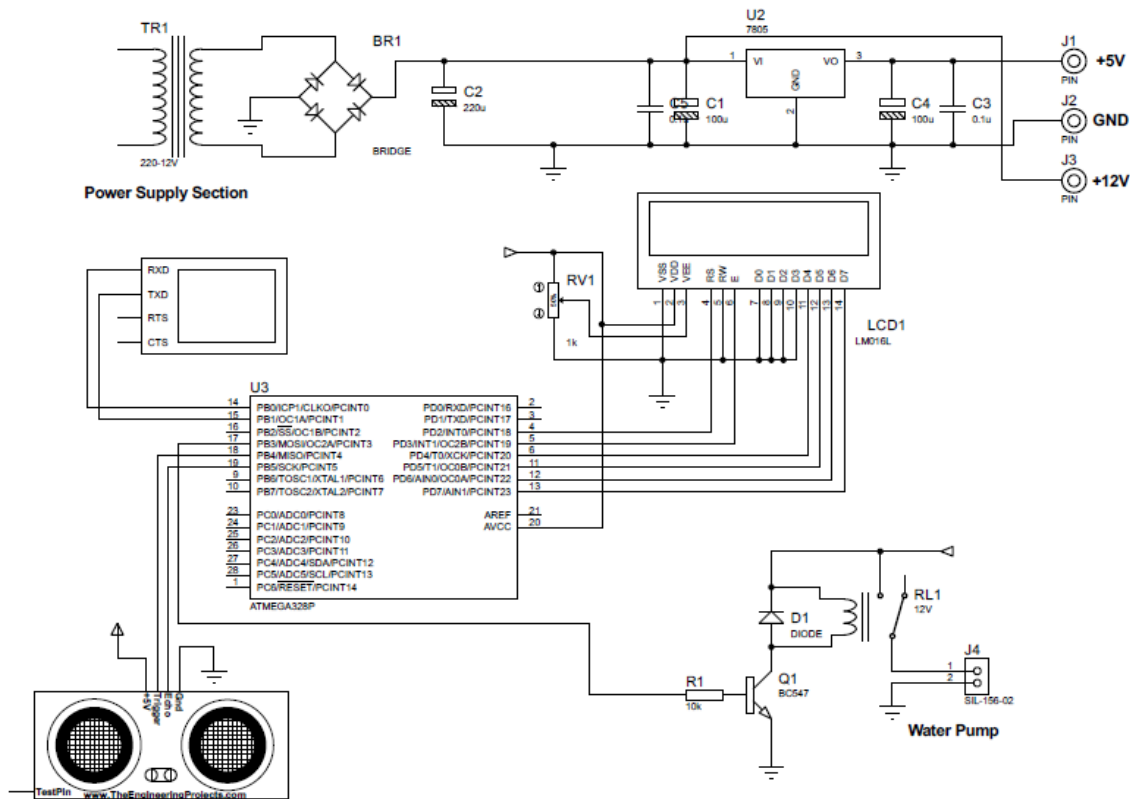 TR1
220-12V
BR1
BRIDGE
C2
220u
C5
0.1u
C1
100u
U2
7805
1
VI
VO
3
GND
2
C4
100u
C3
0.1u
J1
+5V
PIN
J2
GND
PIN
J3
+12V
PIN
Power Supply Section
RXD
TXD
RTS
CTS
RV1
50%
1k
VSS
VDD
VEE
RS
RW
E
D0
D1
D2
D3
D4
D5
D6
D7
1
2
3
4
5
6
7
8
9
10
11
12
13
14
LCD1
LM016L
U3
14 PB0/ICP1/CLKO/PCINT0
15 PB1/OC1A/PCINT1
16 PB2/SS/OC1B/PCINT2
17 PB3/MOSI/OC2A/PCINT3
18 PB4/MISO/PCINT4
19 PB5/SCK/PCINT5
9 PB6/TOSC1/XTAL1/PCINT6
10 PB7/TOSC2/XTAL2/PCINT7
23 PC0/ADC0/PCINT8
24 PC1/ADC1/PCINT9
25 PC2/ADC2/PCINT10
26 PC3/ADC3/PCINT11
27 PC4/ADC4/SDA/PCINT12
28 PC5/ADC5/SCL/PCINT13
1 PC6/RESET/PCINT14
PD0/RXD/PCINT16 2
PD1/TXD/PCINT17 3
PD2/INT0/PCINT18 4
PD3/INT1/OC2B/PCINT19 5
PD4/T0/XCK/PCINT20 6
PD5/T1/OC0B/PCINT21 11
PD6/AIN0/OC0A/PCINT22 12
PD7/AIN1/PCINT23 13
AREF 21
AVCC 20
ATMEGA328P
D1
DIODE
RL1
12V
J4
1
2
SIL-156-02
R1
10k
Q1
BC547
Water Pump
+5V
Trigger
Echo
Gnd
TestPin
www.TheEngineeringProjects.com